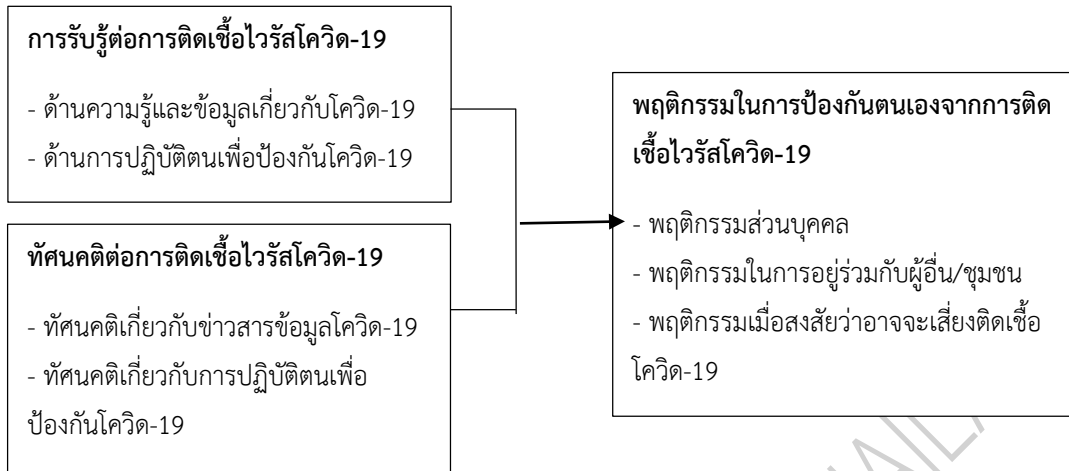 การรับรู้ต่อการติดเชื้อไวรัสโควิด-19
- ด้านความรู้และข้อมูลเกี่ยวกับโควิด-19
- ด้านการปฏิบัติตนเพื่อป้องกันโควิด-19
ทัศนคติต่อการติดเชื้อไวรัสโควิด-19
- ทัศนคติเกี่ยวกับข่าวสารข้อมูลโควิด-19
- ทัศนคติเกี่ยวกับการปฏิบัติตนเพื่อ
ป้องกันโควิด-19
พฤติกรรมในการป้องกันตนเองจากการติด
เชื้อไวรัสโควิด-19
- พฤติกรรมส่วนบุคคล
- พฤติกรรมในการอยู่ร่วมกับผู้อื่น/ชุมชน
- พฤติกรรมเมื่อสงสัยว่าอาจจะเสี่ยงติดเชื้อ
โควิด-19